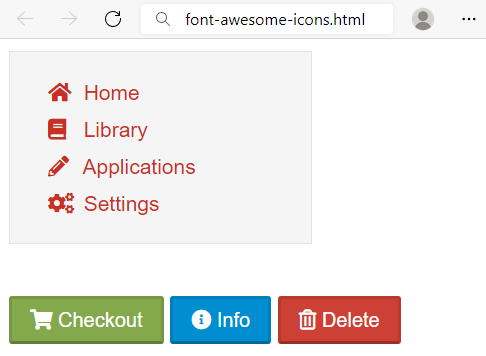 font-awesome-icons.html
Home
Library
Applications
Settings
Checkout Info Delete